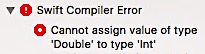 Swift Compiler Error
Cannot assign value of type
'Double' to type 'Int'